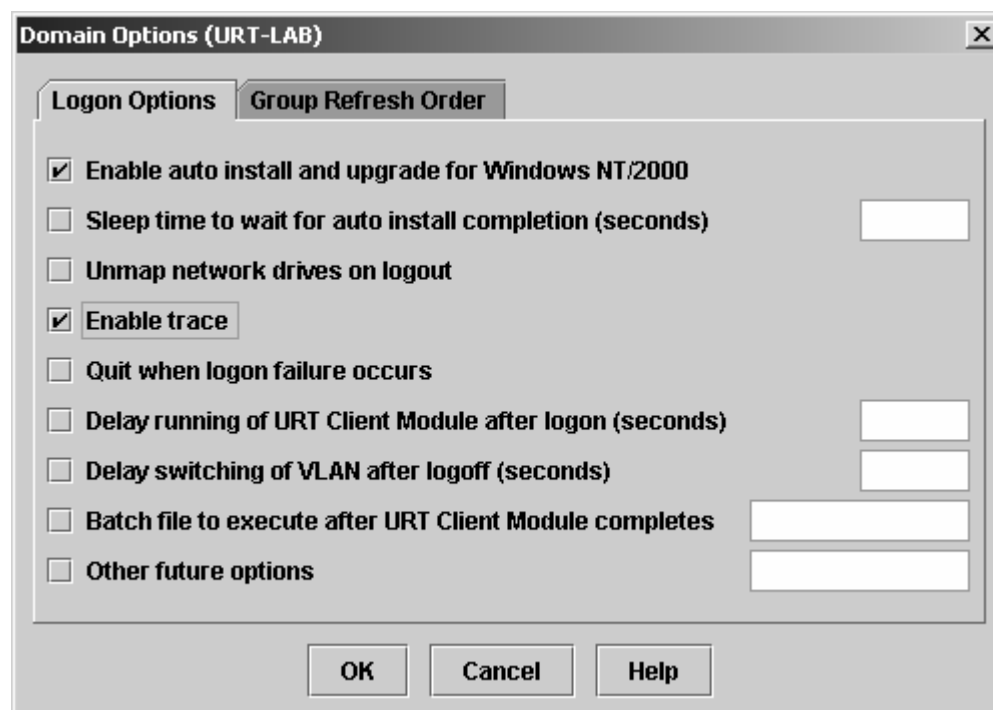 Domain Options (URT-LAB)
Logon Options
Group Refresh Order
Enable auto install and upgrade for Windows NT/2000
Sleep time to wait for auto install completion (seconds)
Unmap network drives on logout
Enable trace
Quit when logon failure occurs
Delay running of URT Client Module after logon (seconds)
Delay switching of VLAN after logoff (seconds)
Batch file to execute after URT Client Module completes
Other future options
OK
Cancel
Help